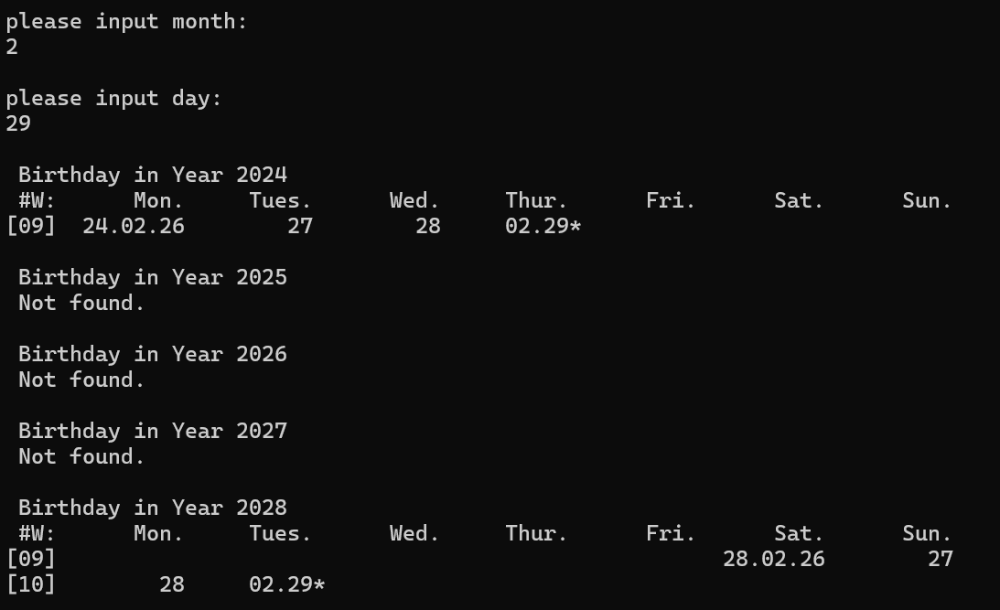 please input month:
2
please input day:
29
Birthday in Year 2024
#W: Mon. Tues. Wed. Thur. Fri. Sat. Sun.
[09] 24.02.26 27 28 02.29*
Birthday in Year 2025
Not found.
Birthday in Year 2026
Not found.
Birthday in Year 2027
Not found.
Birthday in Year 2028
#W: Mon. Tues. Wed. Thur. Fri. Sat. Sun.
[09] 28.02.26 27
[10] 28 02.29*